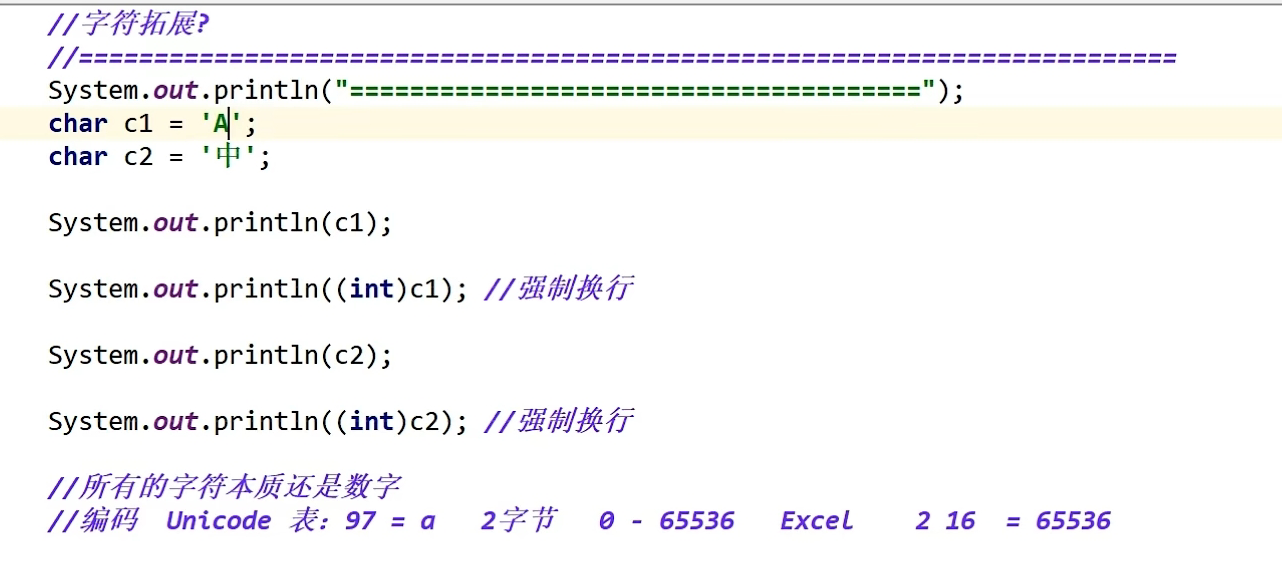 //字符拓展?
//=========================================================================
System.out.println("======================================");
char c1 = 'A';
char c2 = '中';
System.out.println(c1);
System.out.println((int)c1); //强制换行
System.out.println(c2);
System.out.println((int)c2); //强制换行
//所有的字符本质还是数字
//编码 Unicode 表：97 = a 2字节 0 - 65536 Excel 2 16 = 65536